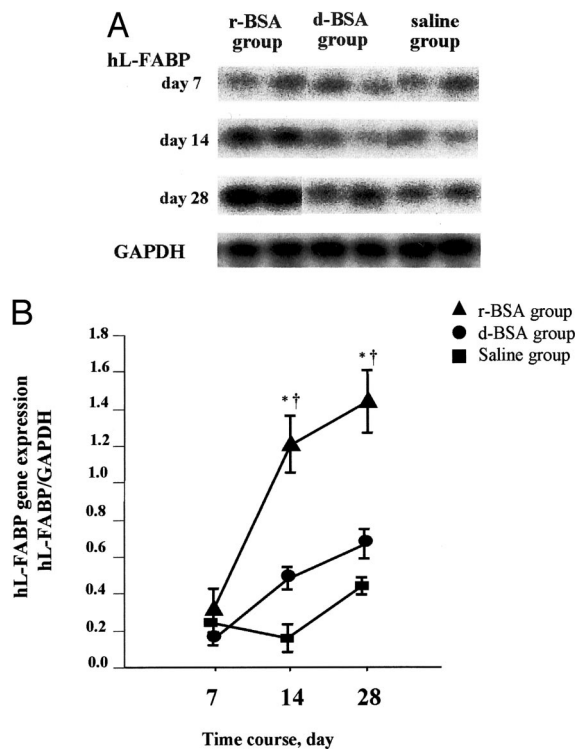 A
r-BSA group
d-BSA group
saline group
hL-FABP
day 7
day 14
day 28
GAPDH
B
r-BSA group
d-BSA group
Saline group
1.8
1.6
1.4
1.2
1.0
0.8
0.6
0.4
0.2
0.0
*†
*†
hL-FABP gene expression
hL-FABP/GAPDH
7 14 28
Time course, day